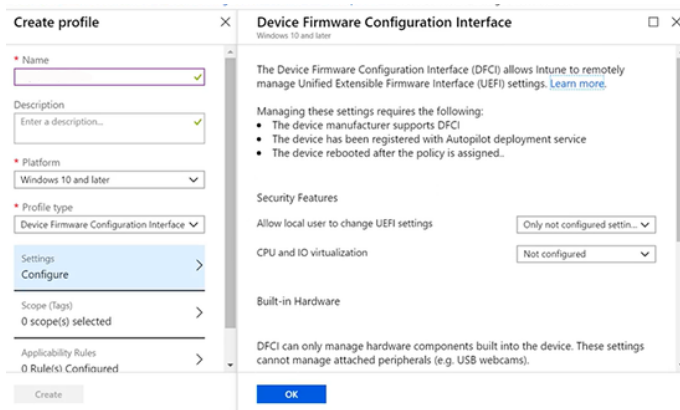 Create profile
* Name
Description
Enter a description...
* Platform
Windows 10 and later
* Profile type
Device Firmware Configuration Interface
Settings
Configure
Scope (Tags)
0 scope(s) selected
Applicability Rules
0 Rule(s) Configured
Create
Device Firmware Configuration Interface
Windows 10 and later
The Device Firmware Configuration Interface (DFCI) allows Intune to remotely
manage Unified Extensible Firmware Interface (UEFI) settings. Learn more.
Managing these settings requires the following:
• The device manufacturer supports DFCI
• The device has been registered with Autopilot deployment service
• The device rebooted after the policy is assigned..
Security Features
Allow local user to change UEFI settings Only not configured settin...
CPU and IO virtualization Not configured
Built-in Hardware
DFCI can only manage hardware components built into the device. These settings
cannot manage attached peripherals (e.g. USB webcams).
OK